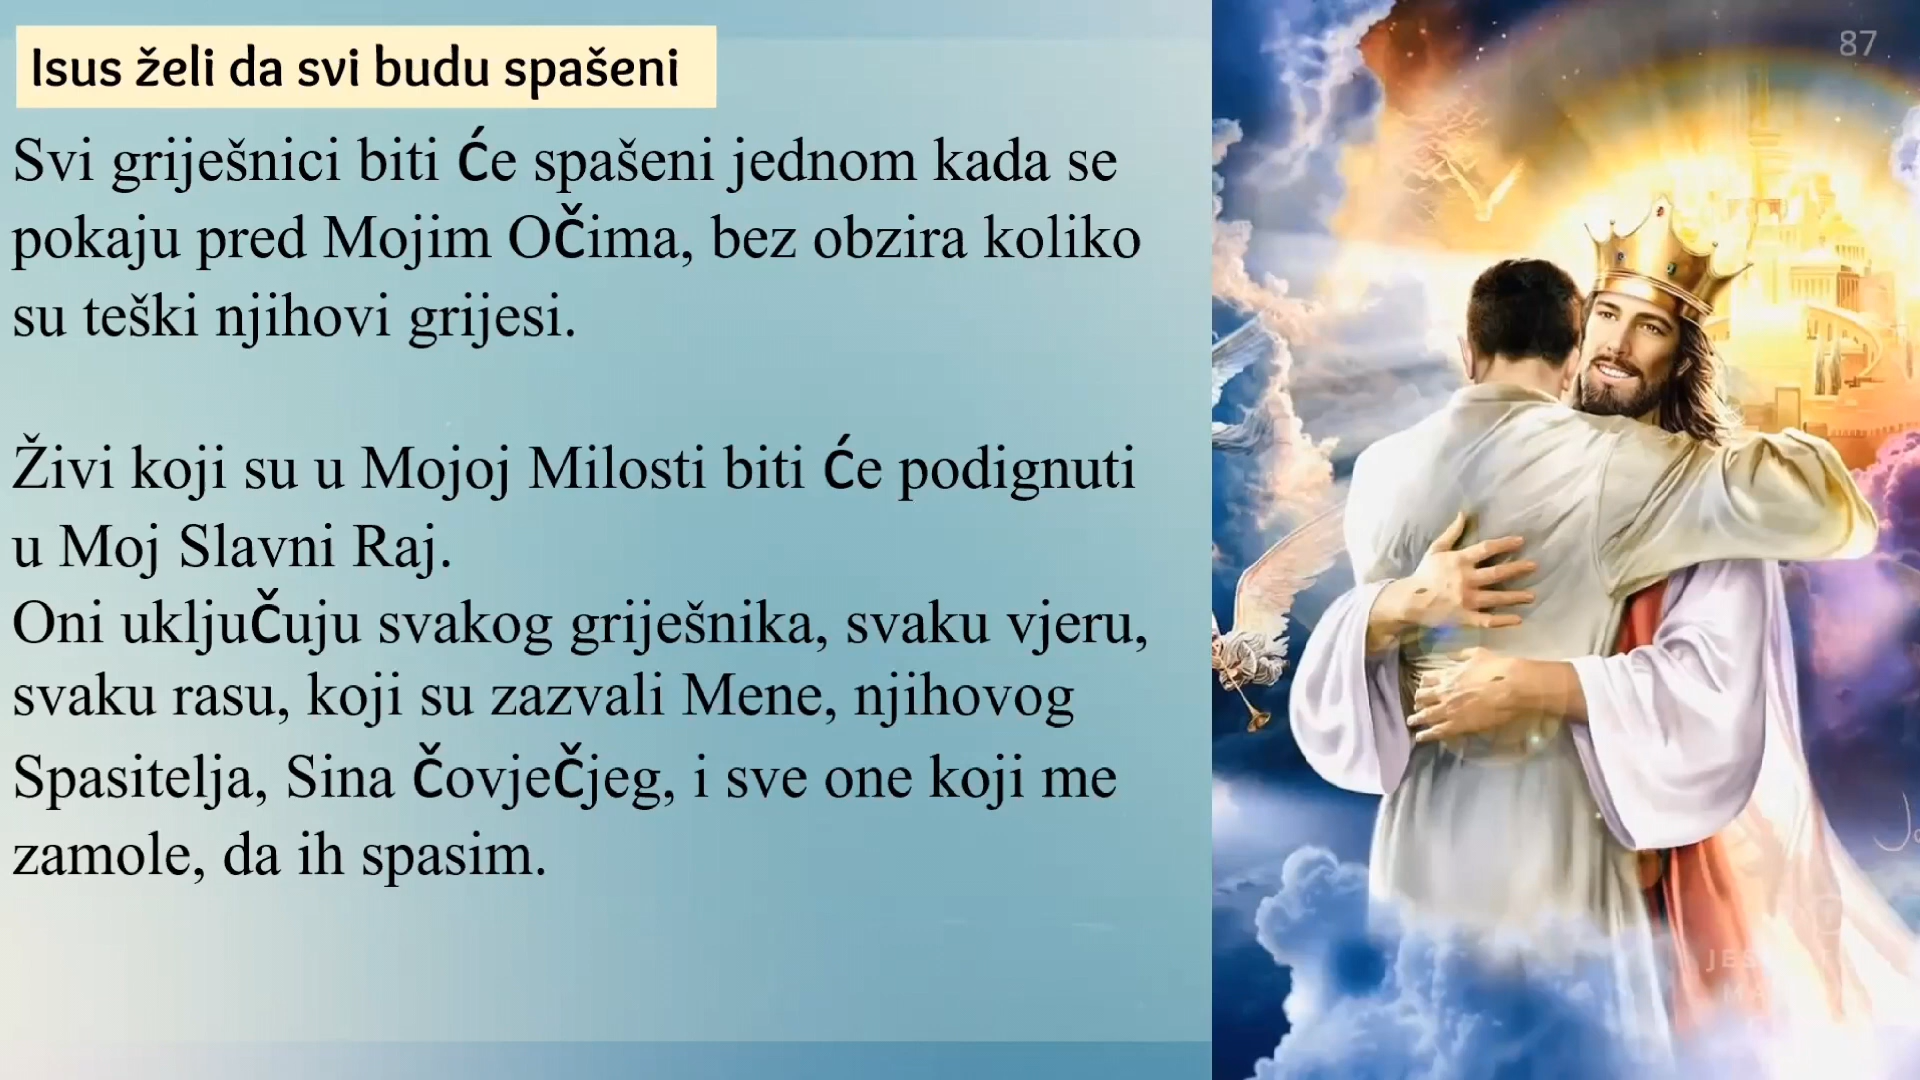 Isus želi da svi budu spašeni
87
Svi griješnici biti će spašeni jednom kada se
pokaju pred Mojim Očima, bez obzira koliko
su teški njihovi grijesi.
Živi koji su u Mojoj Milosti biti će podignuti
u Moj Slavni Raj.
Oni uključuju svakog griješnika, svaku vjeru,
svaku rasu, koji su zazvali Mene, njihovog
Spasitelja, Sina čovječjeg, i sve one koji me
zamole, da ih spasim.